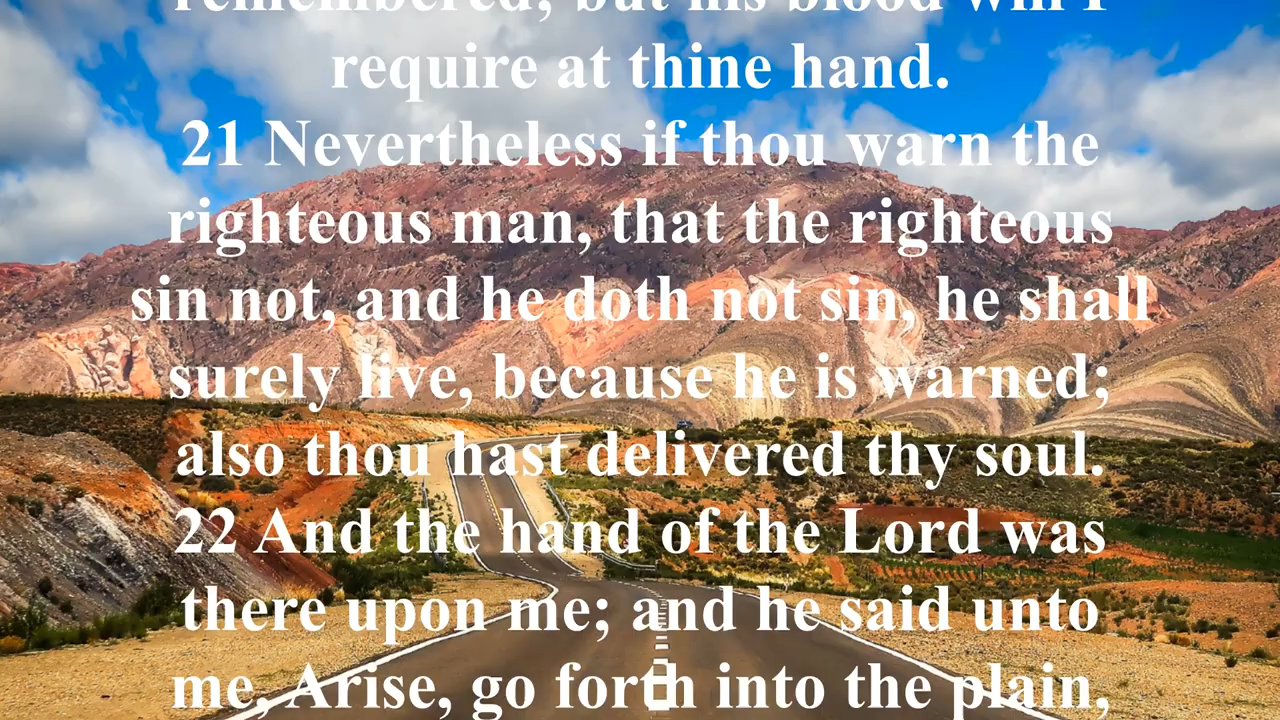 remembered; but his blood will I
require at thine hand.
21 Nevertheless if thou warn the
righteous man, that the righteous
sin not, and he doth not sin, he shall
surely live, because he is warned;
also thou hast delivered thy soul.
22 And the hand of the Lord was
there upon me; and he said unto
me, Arise, go forth into the plain,